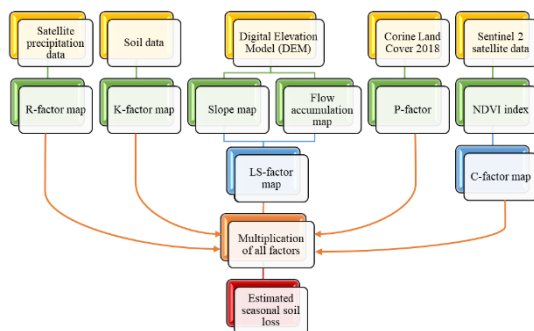 Satellite
precipitation
data
Soil data
Digital Elevation
Model (DEM)
Corine Land
Cover 2018
Sentinel 2
satellite data
R-factor map
K-factor map
Slope map
Flow
accumulation
map
P-factor
NDVI index
LS-factor
map
C-factor map
Multiplication
of all factors
Estimated
seasonal soil
loss